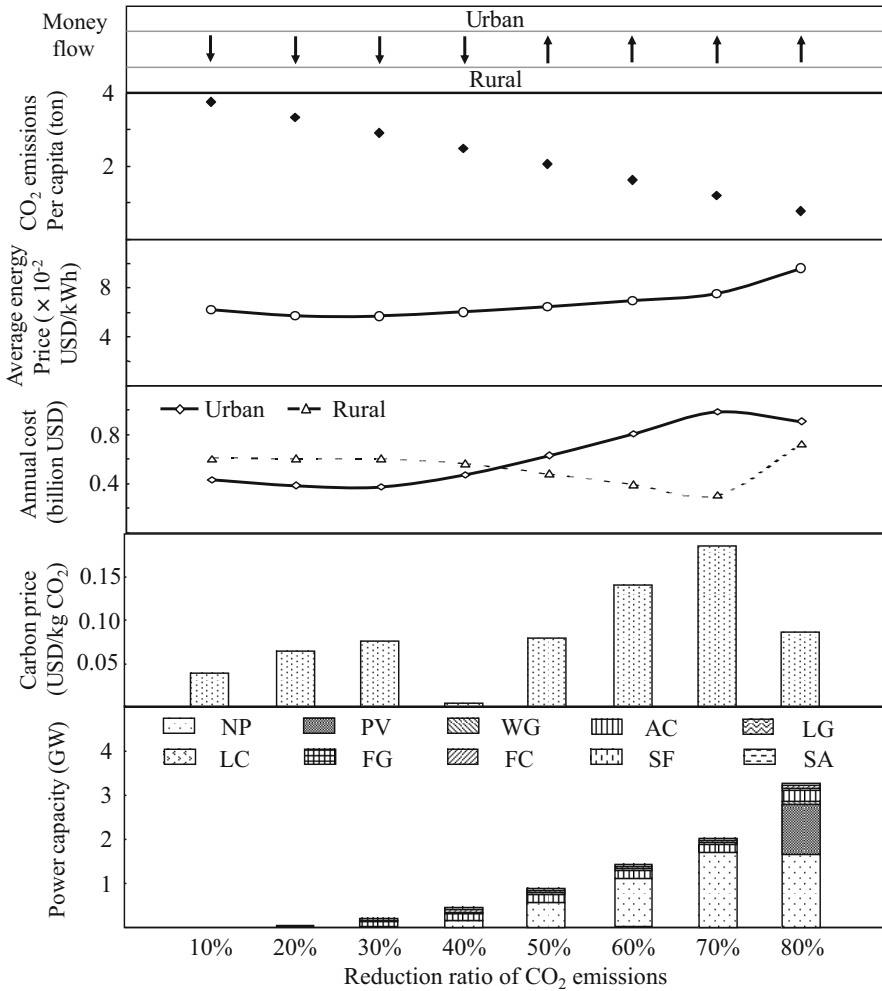 Money flow
Urban
Rural
CO₂ emissions
Per capita (ton)
4
2
Average energy
Price ( × 10⁻²
USD/kWh)
8
4
Annual cost
(billion USD)
Urban
Rural
0.8
0.4
Carbon price
(USD/kg CO₂)
0.15
0.10
0.05
Power capacity (GW)
NP PV WG AC LG
LC FG FC SF SA
4
3
2
1
10% 20% 30% 40% 50% 60% 70% 80%
Reduction ratio of CO₂ emissions